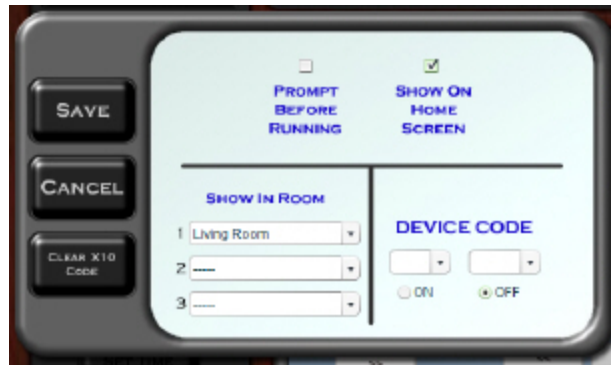 SAVE
CANCEL
CLEAR X10
CODE
PROMPT
BEFORE
RUNNING
SHOW ON
HOME
SCREEN
SHOW IN ROOM
1 Living Room
2 -----
3 -----
DEVICE CODE
ON OFF